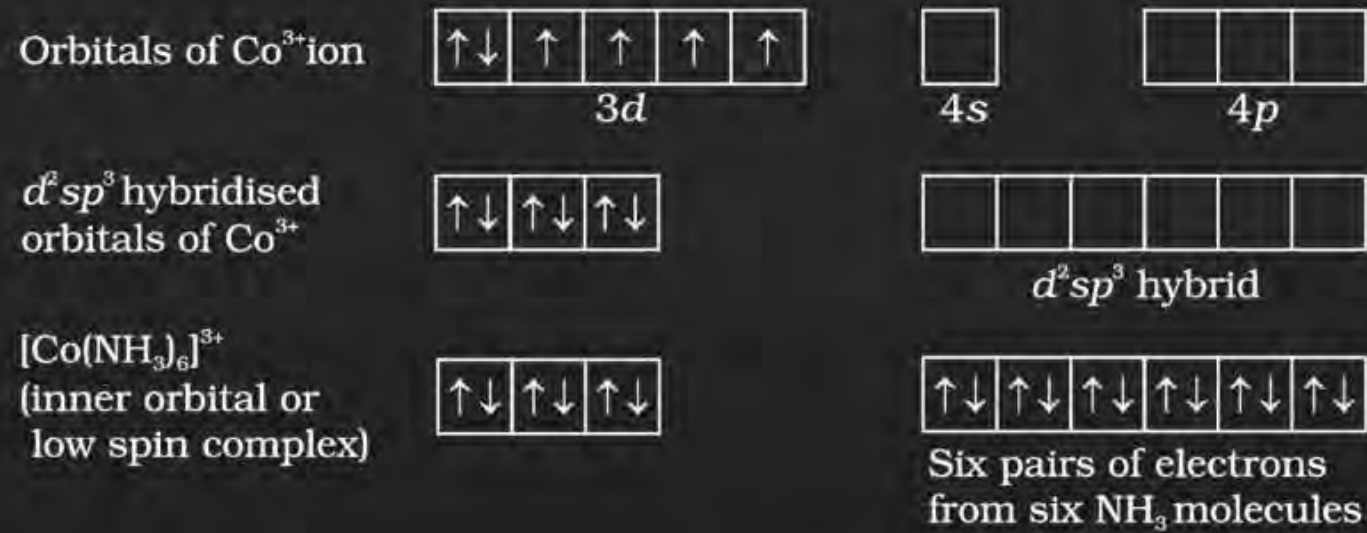 Orbitals of Co³⁺ion
↑↓ ↑ ↑ ↑ ↑
3d 4s 4p
d²sp³ hybridised
orbitals of Co³⁺
↑↓ ↑↓ ↑↓
d²sp³ hybrid
[Co(NH₃)₆]³⁺
(inner orbital or
low spin complex)
↑↓ ↑↓ ↑↓
↑↓ ↑↓ ↑↓ ↑↓ ↑↓ ↑↓
Six pairs of electrons
from six NH₃ molecules